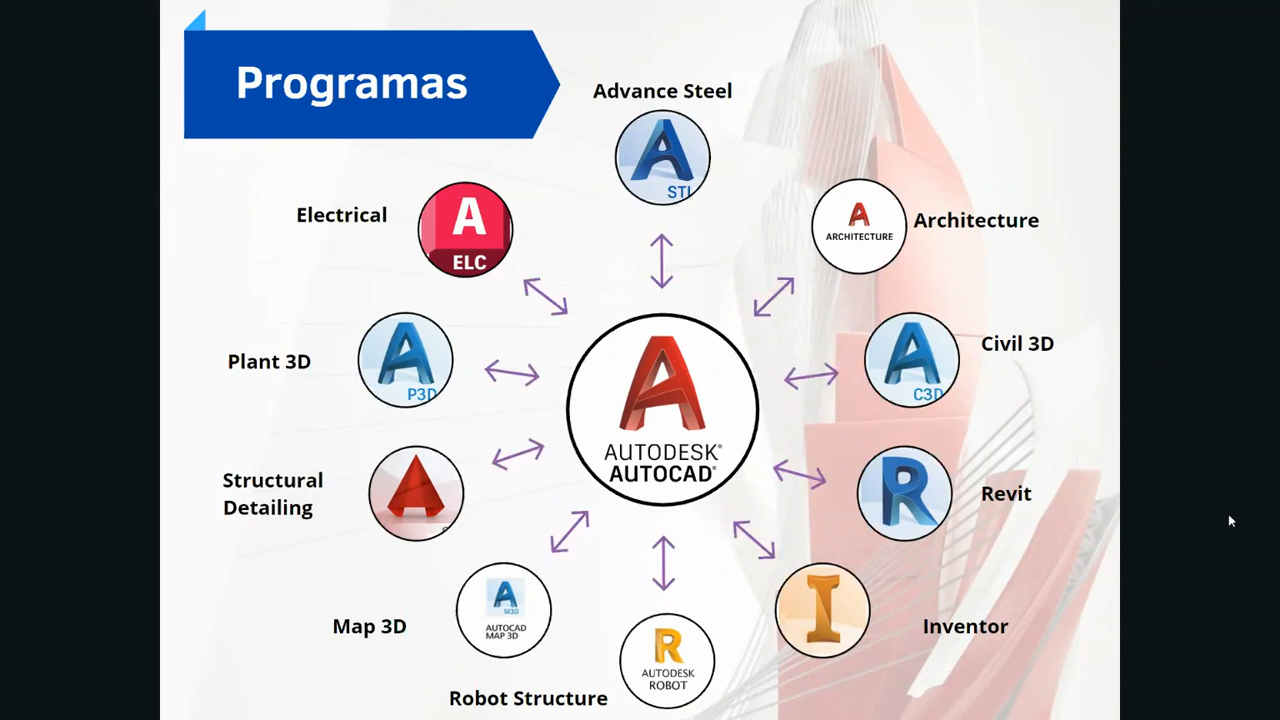 Programas
Advance Steel
STL
Electrical
A
ELC
A
ARCHITECTURE
Architecture
Plant 3D
P3D
Civil 3D
C3D
AUTODESK®
AUTOCAD®
Structural
Detailing
Revit
Map 3D
M3D
AUTOCAD
MAP 3D
Inventor
AUTODESK
ROBOT
Robot Structure